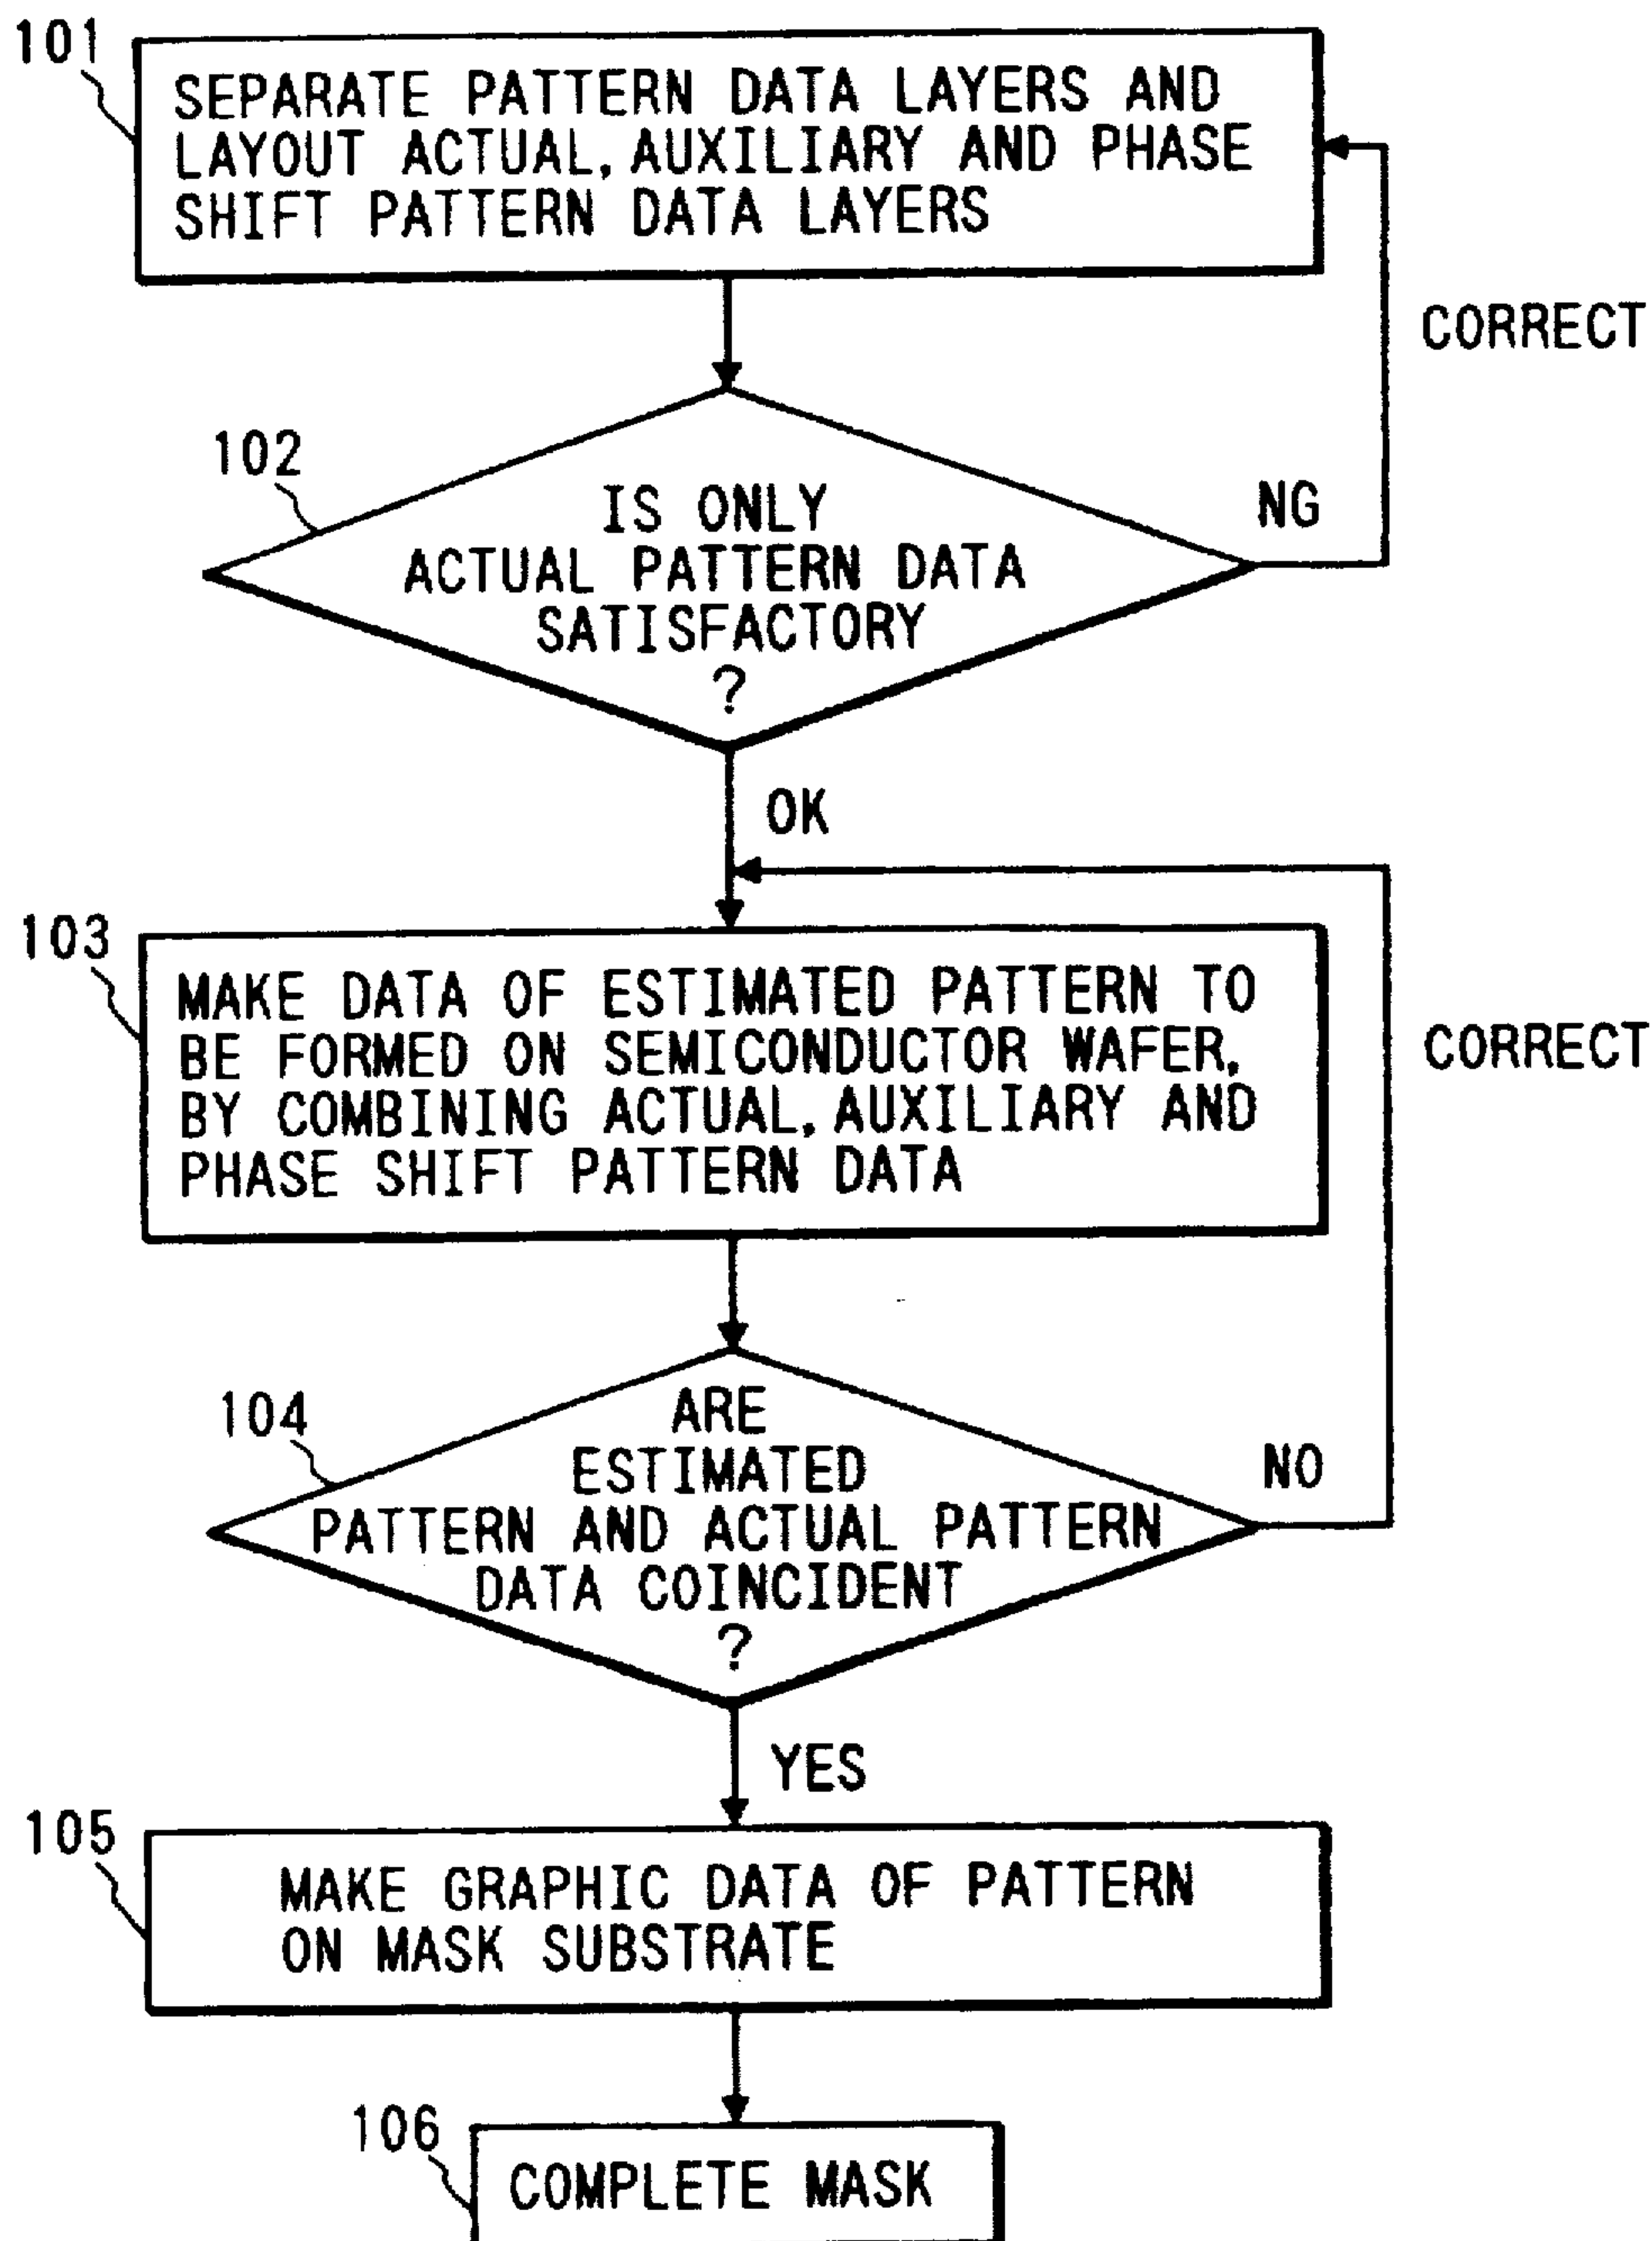 101
SEPARATE PATTERN DATA LAYERS AND
LAYOUT ACTUAL, AUXILIARY AND PHASE
SHIFT PATTERN DATA LAYERS
CORRECT
102
NG
IS ONLY
ACTUAL PATTERN DATA
SATISFACTORY
?
OK
103
MAKE DATA OF ESTIMATED PATTERN TO
BE FORMED ON SEMICONDUCTOR WAFER,
BY COMBINING ACTUAL, AUXILIARY AND
PHASE SHIFT PATTERN DATA
CORRECT
104
NO
ARE
ESTIMATED
PATTERN AND ACTUAL PATTERN
DATA COINCIDENT
?
YES
105
MAKE GRAPHIC DATA OF PATTERN
ON MASK SUBSTRATE
106
COMPLETE MASK